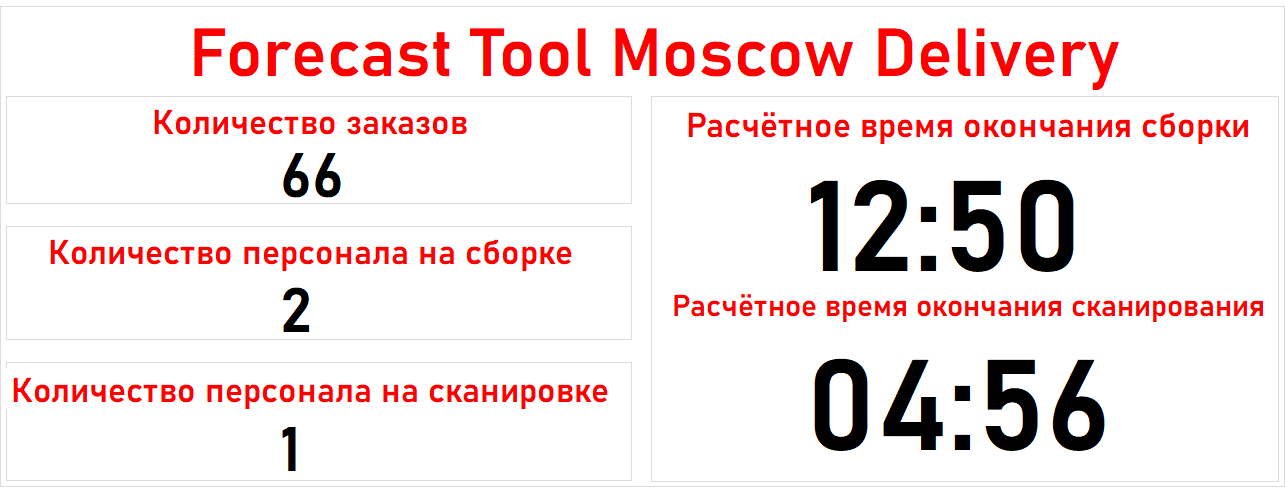 Forecast Tool Moscow Delivery
Количество заказов
66
Количество персонала на сборке
2
Количество персонала на сканировке
1
Расчётное время окончания сборки
12:50
Расчётное время окончания сканирования
04:56